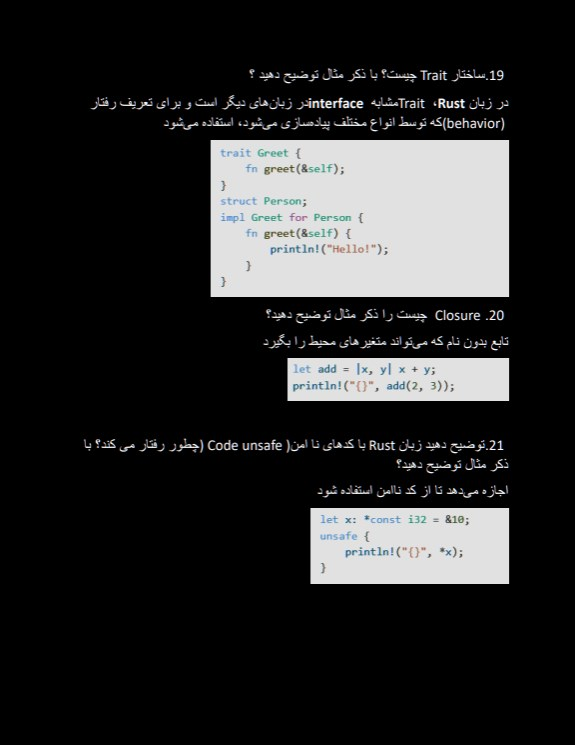 19.ساختار Trait چیست؟ با ذکر مثال توضیح دهید ؟
در زبان Rust، Traitمشابه interfaceدر زبان‌های دیگر است و برای تعریف رفتار
(behavior)که توسط انواع مختلف پیاده‌سازی می‌شود، استفاده می‌شود
trait Greet {
    fn greet(&self);
}
struct Person;
impl Greet for Person {
    fn greet(&self) {
        println!("Hello!");
    }
}
20. Closure چیست را ذکر مثال توضیح دهید؟
تابع بدون نام که می‌تواند متغیرهای محیط را بگیرد
let add = |x, y| x + y;
println!("{}", add(2, 3));
21.توضیح دهید زبان Rust با کدهای نا امن( Code unsafe (چطور رفتار می کند؟ با
ذکر مثال توضیح دهید؟
اجازه می‌دهد تا از کد ناامن استفاده شود
let x: *const i32 = &10;
unsafe {
    println!("{}", *x);
}